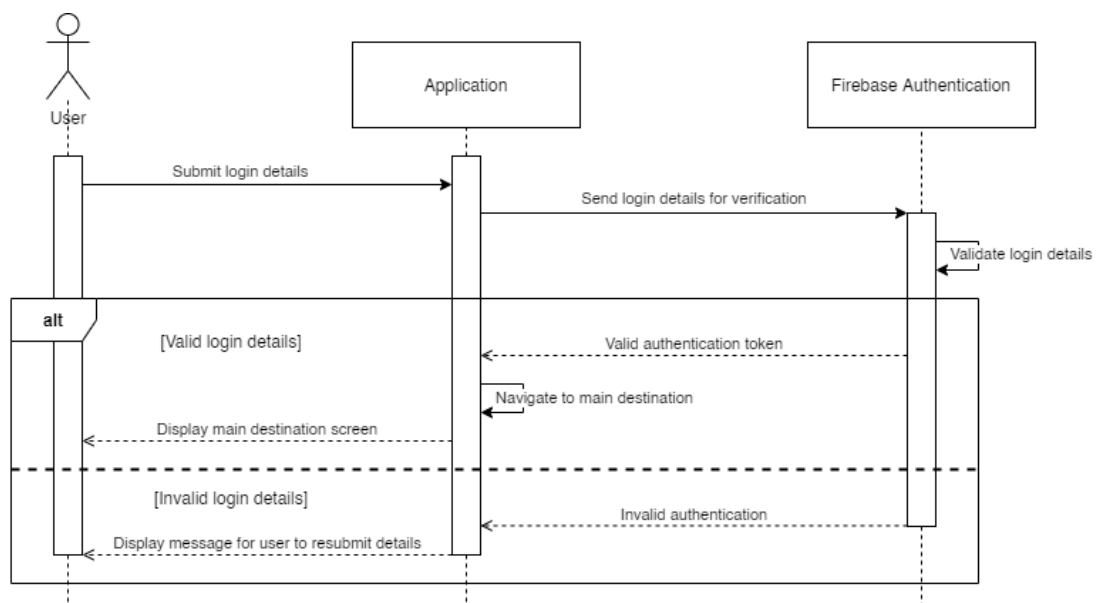 Application
Firebase Authentication
User
Submit login details
Send login details for verification
Validate login details
alt
[Valid login details]
Valid authentication token
Navigate to main destination
Display main destination screen
[Invalid login details]
Invalid authentication
Display message for user to resubmit details